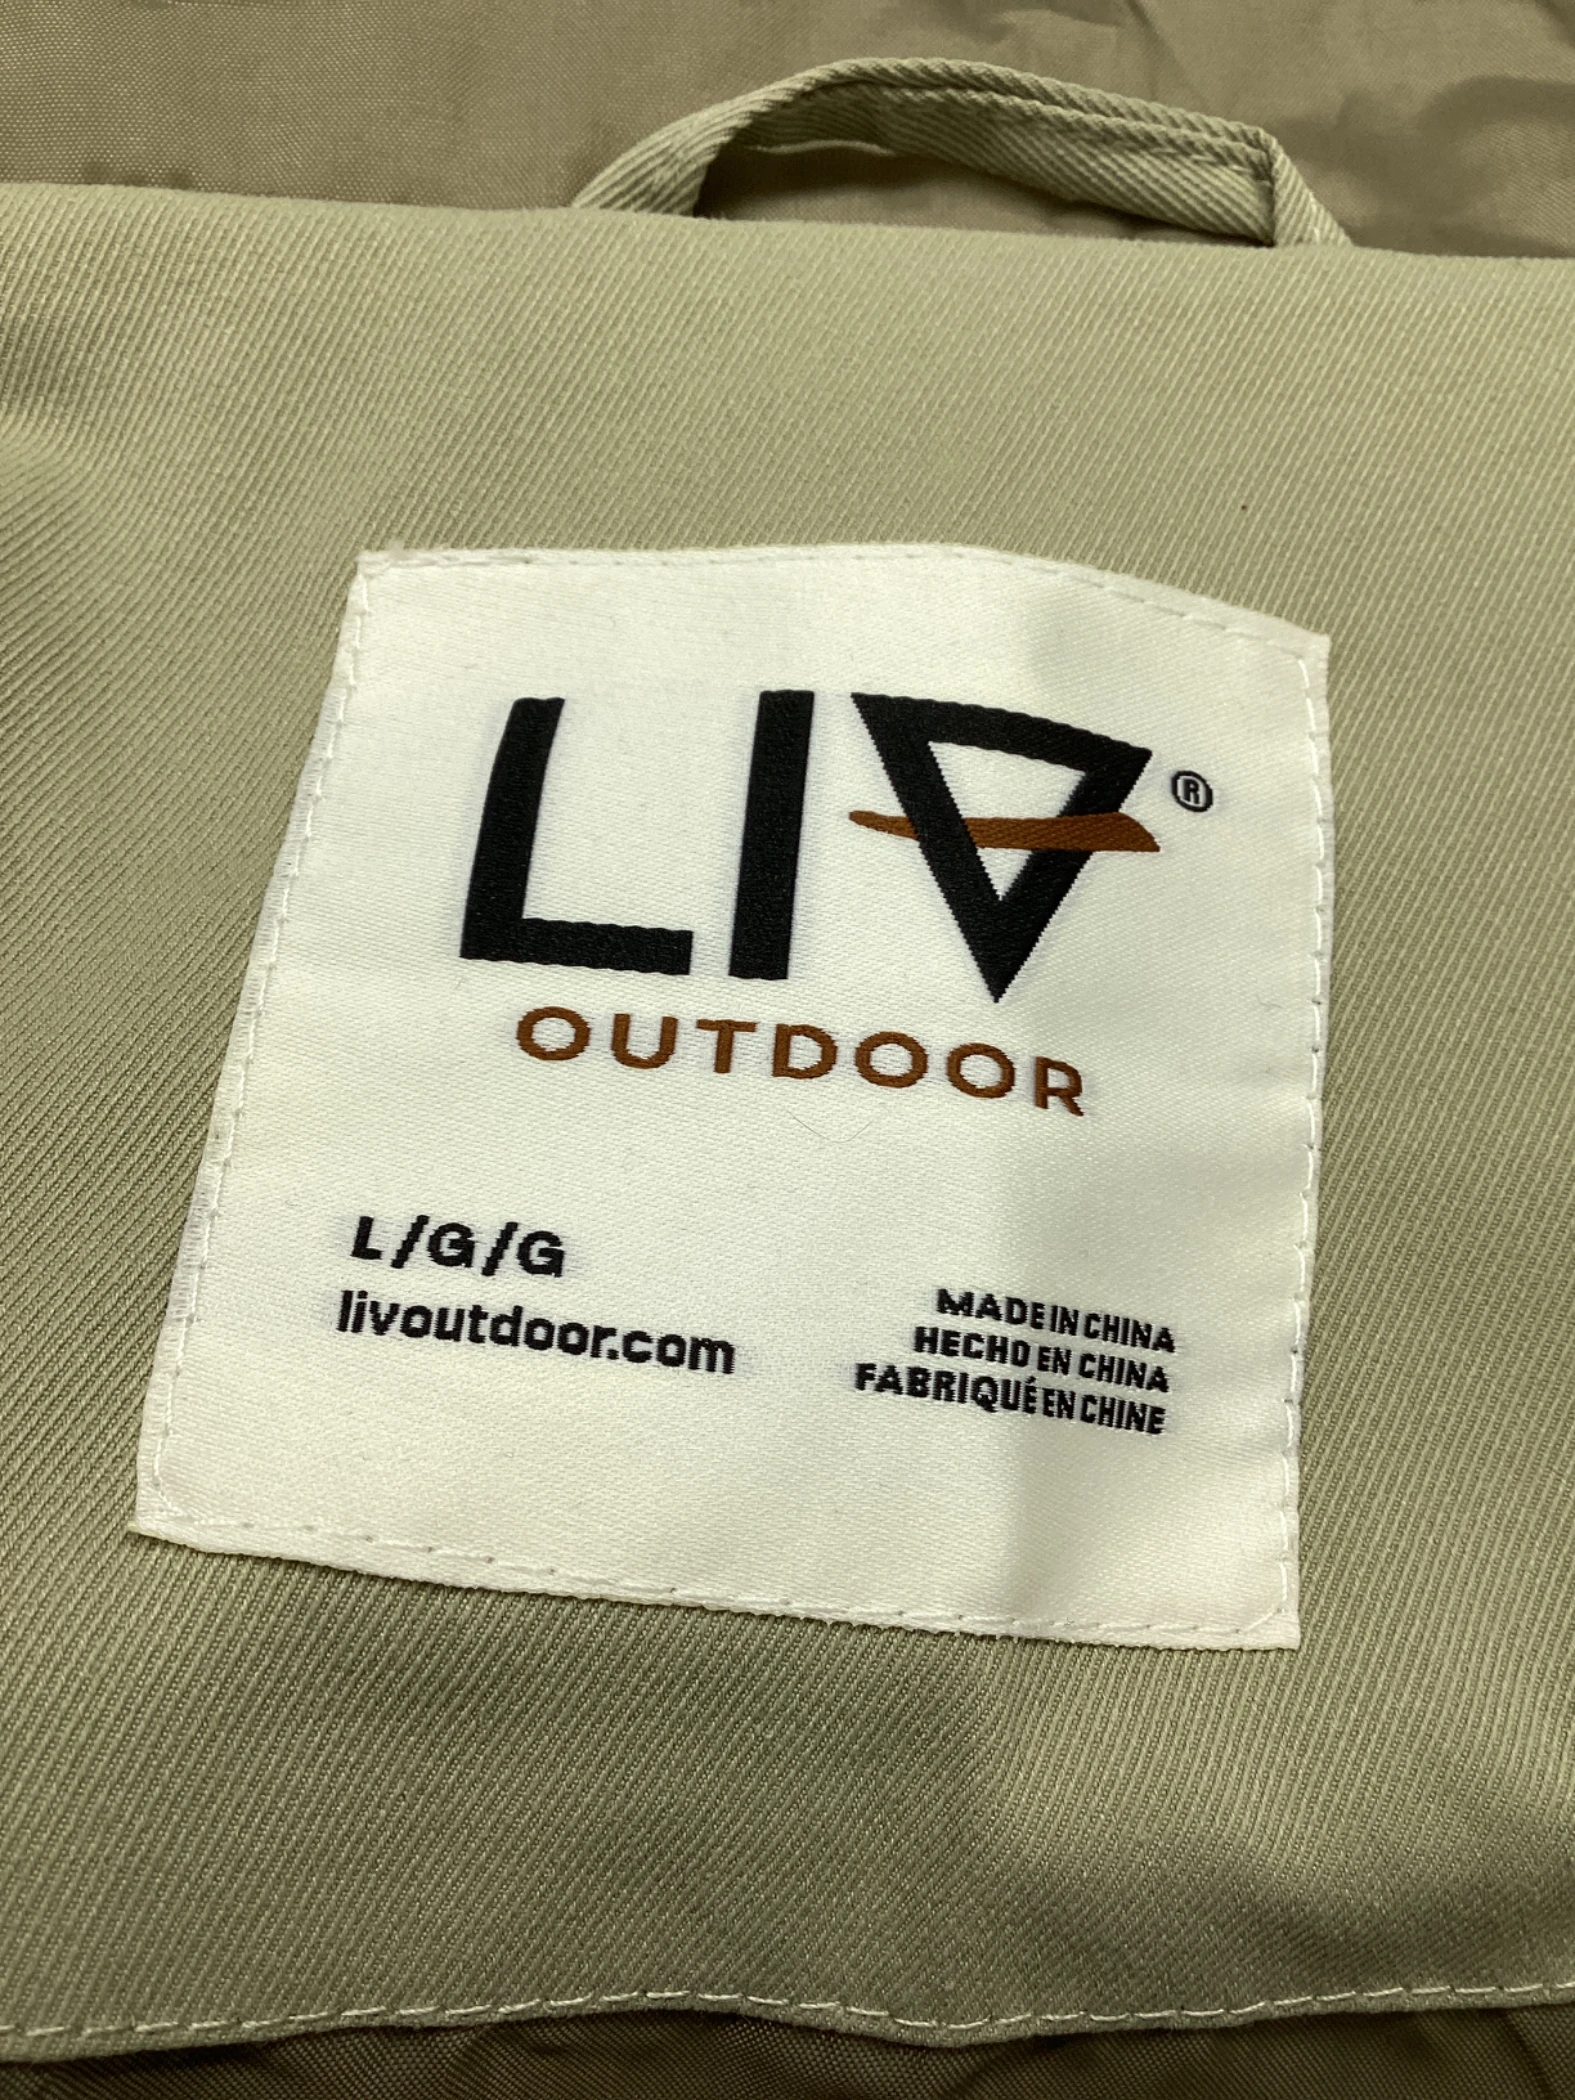 LIV®
OUTDOOR
L/G/G
livoutdoor.com
MADE IN CHINA
HECHO EN CHINA
FABRIQUÉ EN CHINE